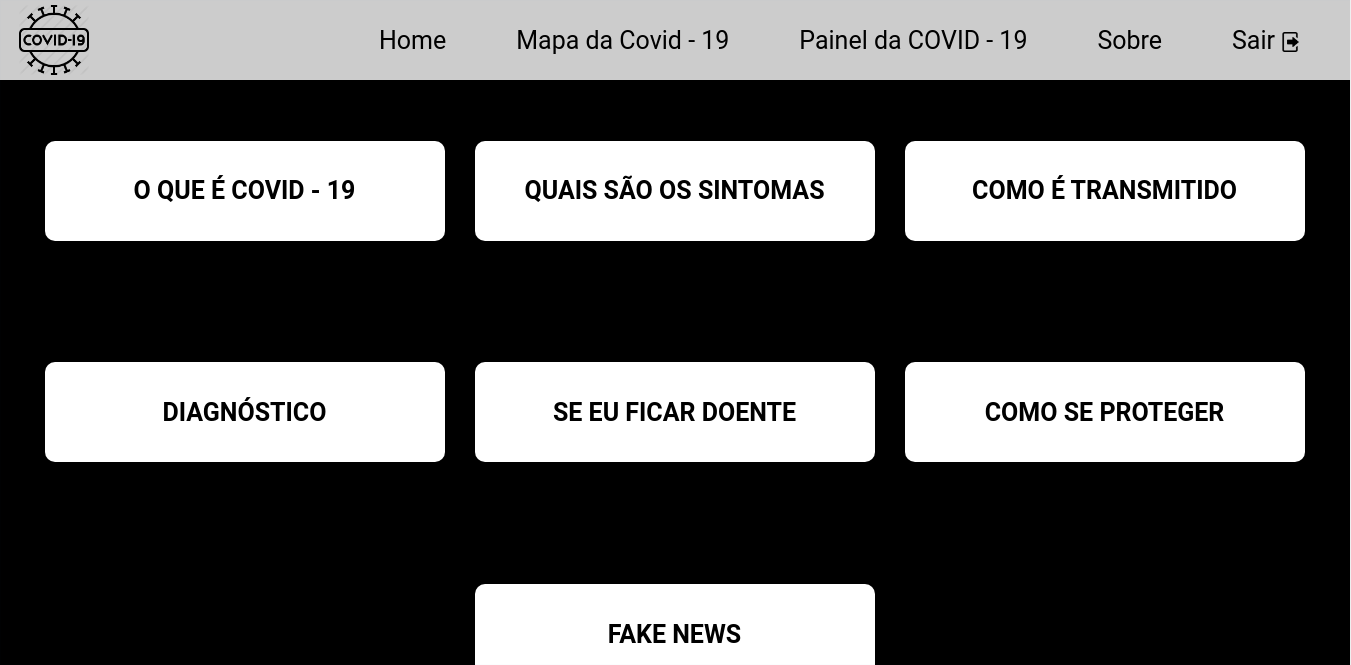 COVID-19
Home
Mapa da Covid - 19
Painel da COVID - 19
Sobre
Sair
O QUE É COVID - 19
QUAIS SÃO OS SINTOMAS
COMO É TRANSMITIDO
DIAGNÓSTICO
SE EU FICAR DOENTE
COMO SE PROTEGER
FAKE NEWS